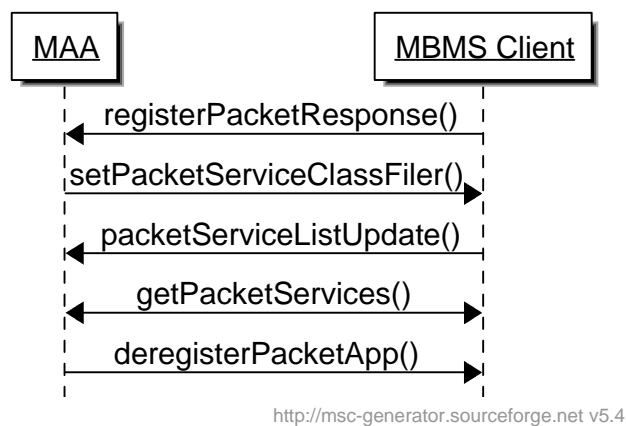 MAA
MBMS Client
registerPacketResponse()
setPacketServiceClassFiler()
packetServiceListUpdate()
getPacketServices()
deregisterPacketApp()
http://msc-generator.sourceforge.net v5.4